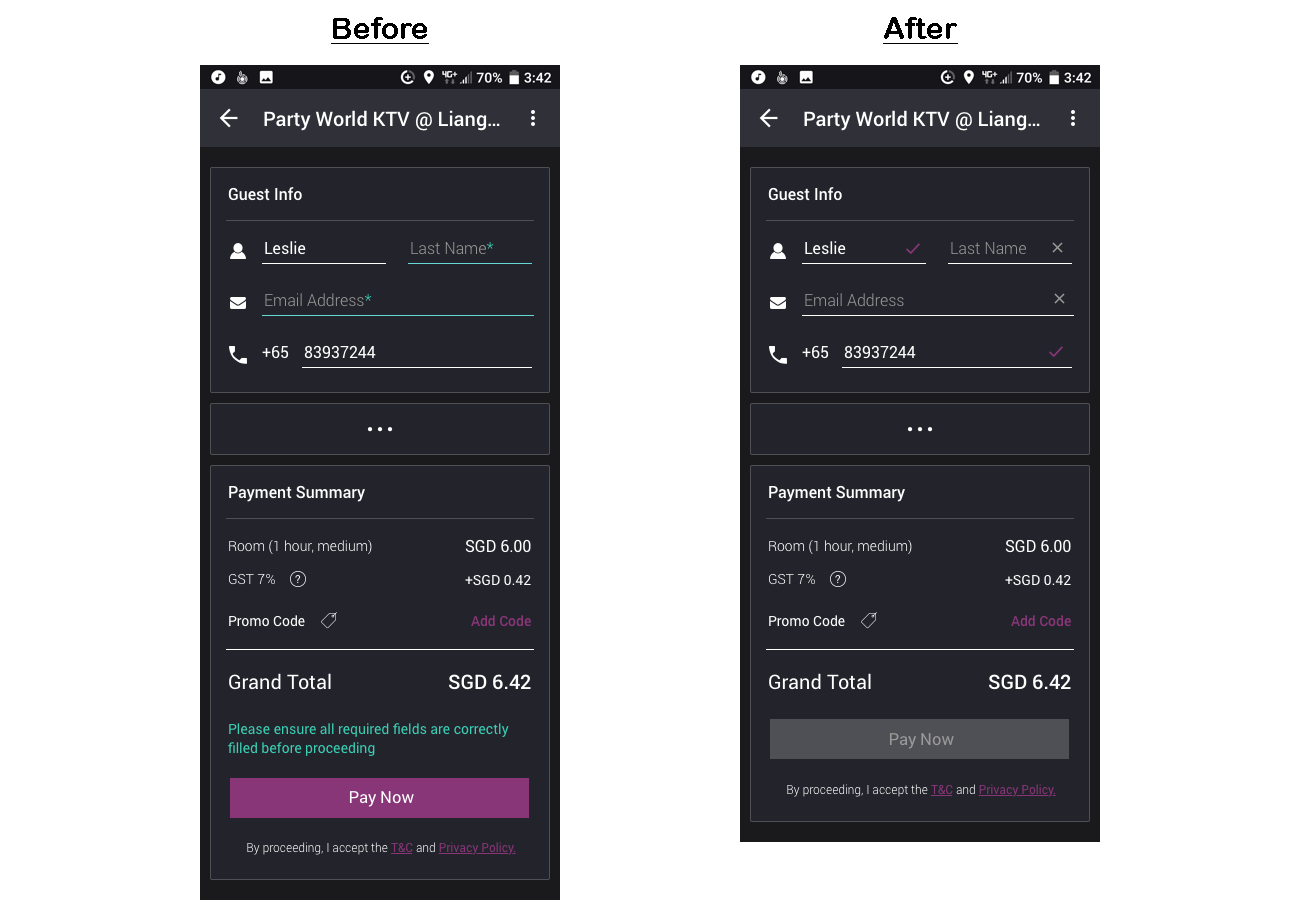 Before
4G+ 70% 3:42
Party World KTV @ Liang...
Guest Info
Leslie Last Name*
Email Address*
+65 83937244
Payment Summary
Room (1 hour, medium) SGD 6.00
GST 7% ? +SGD 0.42
Promo Code Add Code
Grand Total SGD 6.42
Please ensure all required fields are correctly
filled before proceeding
Pay Now
By proceeding, I accept the T&C and Privacy Policy.
After
4G+ 70% 3:42
Party World KTV @ Liang...
Guest Info
Leslie Last Name
Email Address
+65 83937244
Payment Summary
Room (1 hour, medium) SGD 6.00
GST 7% ? +SGD 0.42
Promo Code Add Code
Grand Total SGD 6.42
Pay Now
By proceeding, I accept the T&C and Privacy Policy.